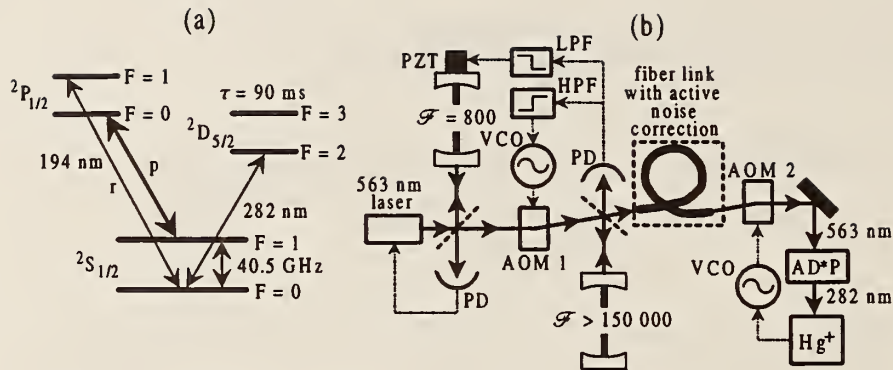 (a)
²P₁/₂
F = 1
F = 0
τ = 90 ms
F = 3
²D₅/₂
F = 2
194 nm
r
p
282 nm
²S₁/₂
F = 1
40.5 GHz
F = 0
(b)
PZT
LPF
HPF
ℱ = 800
VCO
PD
fiber link
with active
noise
correction
563 nm
laser
AOM 1
PD
ℱ > 150 000
AOM 2
563 nm
VCO
AD*P
282 nm
Hg⁺